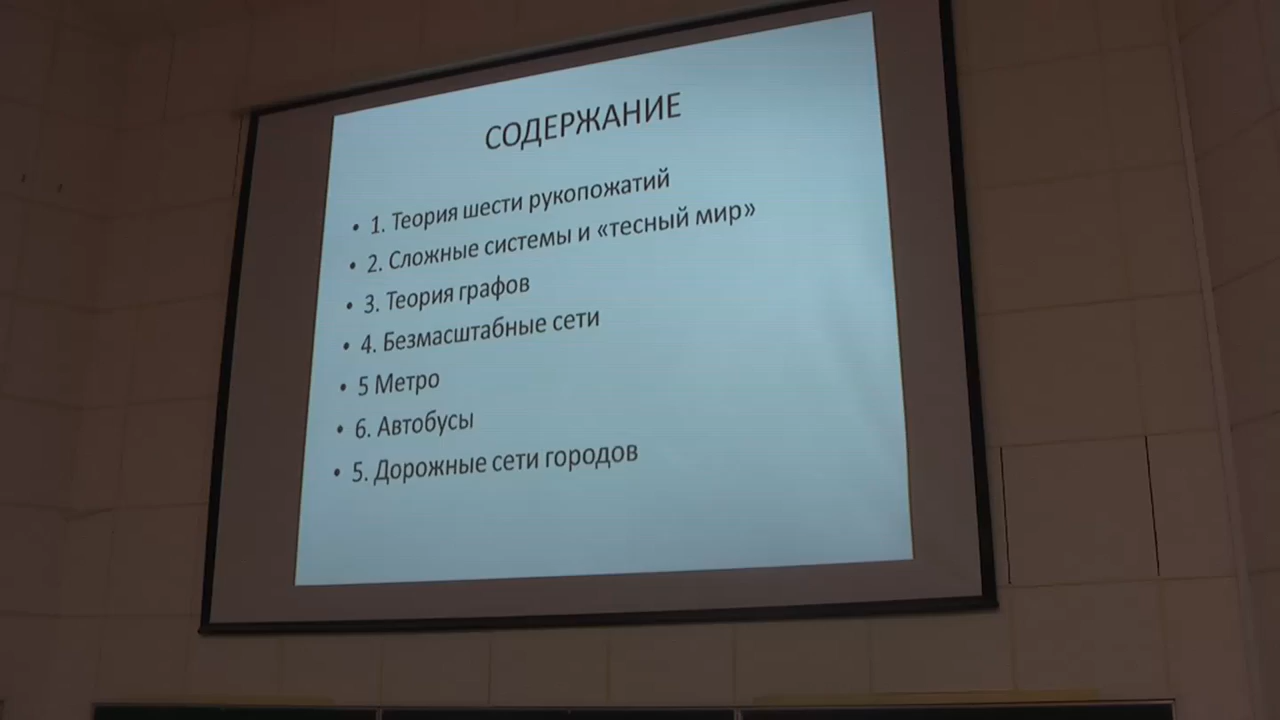 СОДЕРЖАНИЕ
• 1. Теория шести рукопожатий
• 2. Сложные системы и «тесный мир»
• 3. Теория графов
• 4. Безмасштабные сети
• 5 Метро
• 6. Автобусы
• 5. Дорожные сети городов